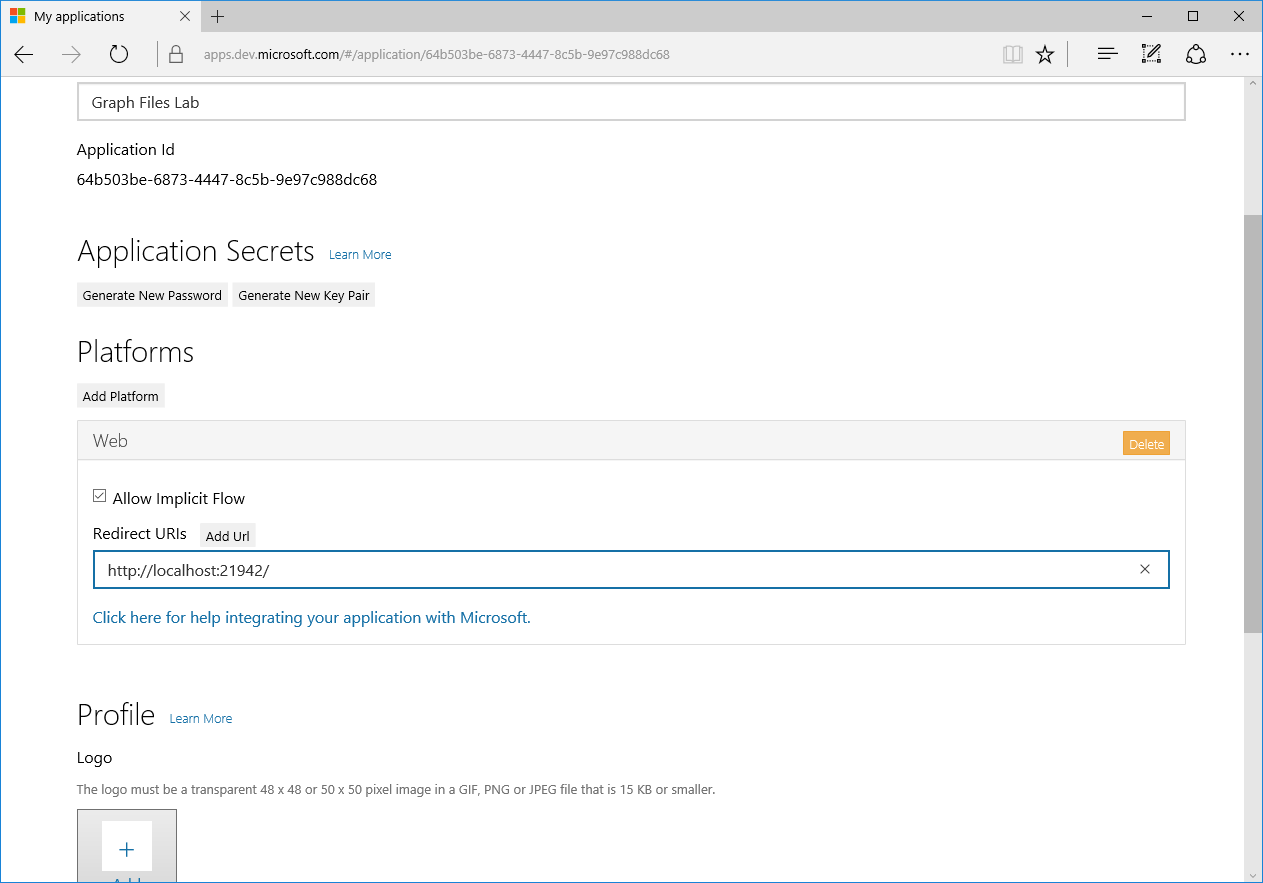 My applications
apps.dev.microsoft.com/#/application/64b503be-6873-4447-8c5b-9e97c988dc68
Graph Files Lab
Application Id
64b503be-6873-4447-8c5b-9e97c988dc68
Application Secrets Learn More
Generate New Password Generate New Key Pair
Platforms
Add Platform
Web Delete
Allow Implicit Flow
Redirect URIs Add Url
http://localhost:21942/
Click here for help integrating your application with Microsoft.
Profile Learn More
Logo
The logo must be a transparent 48 x 48 or 50 x 50 pixel image in a GIF, PNG or JPEG file that is 15 KB or smaller.